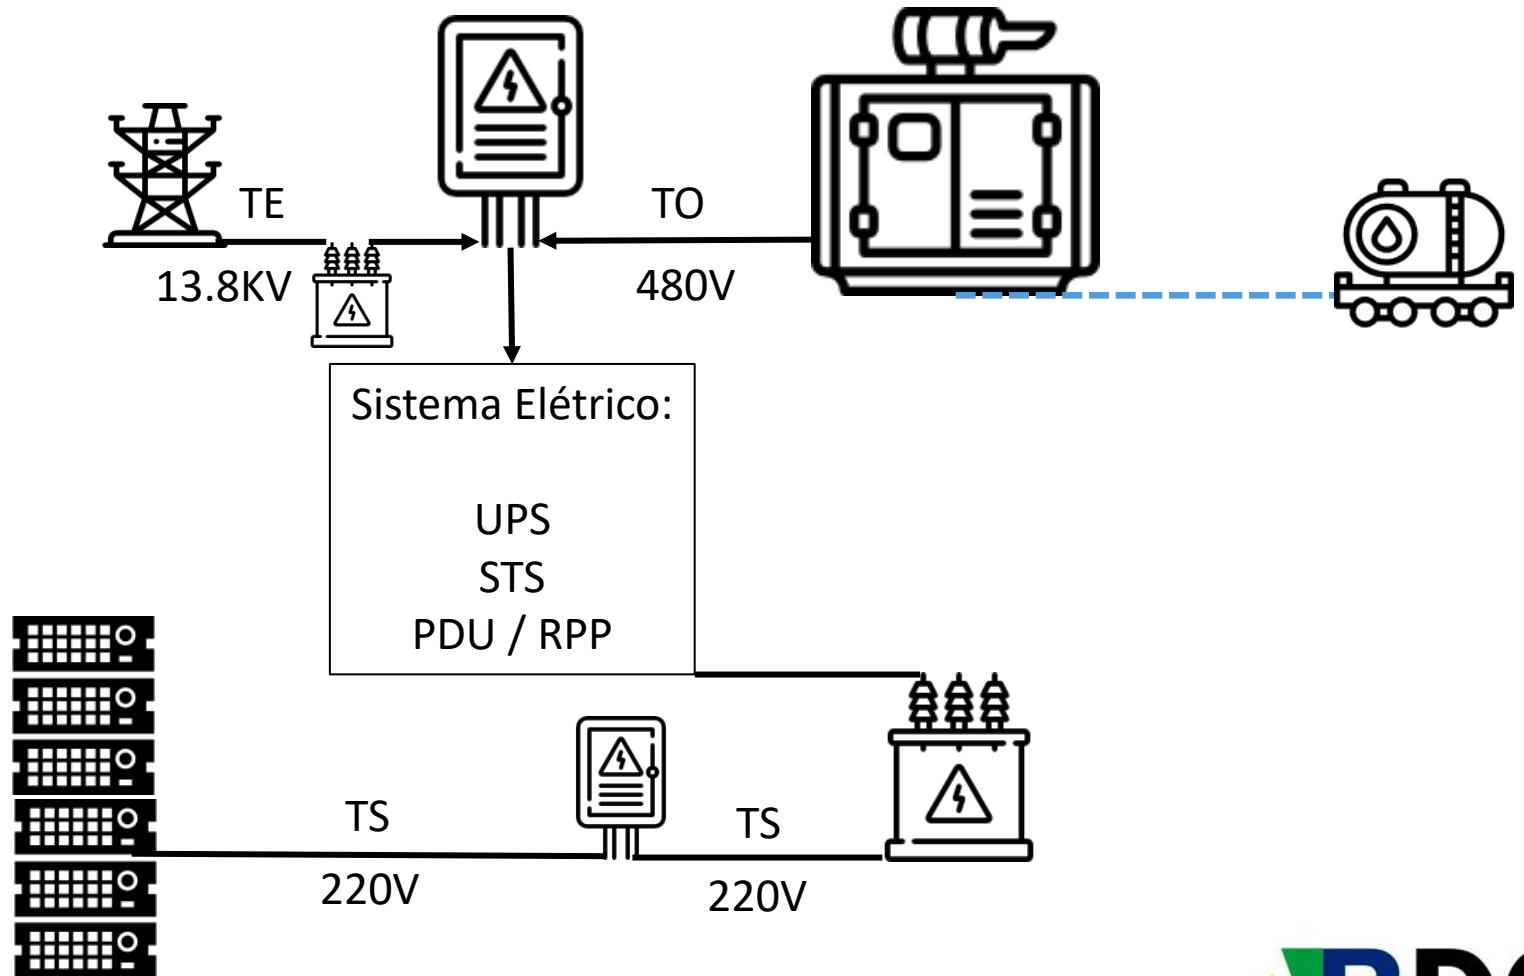 TE
TO
13.8KV
480V
Sistema Elétrico:
UPS
STS
PDU / RPP
TS
TS
220V
220V